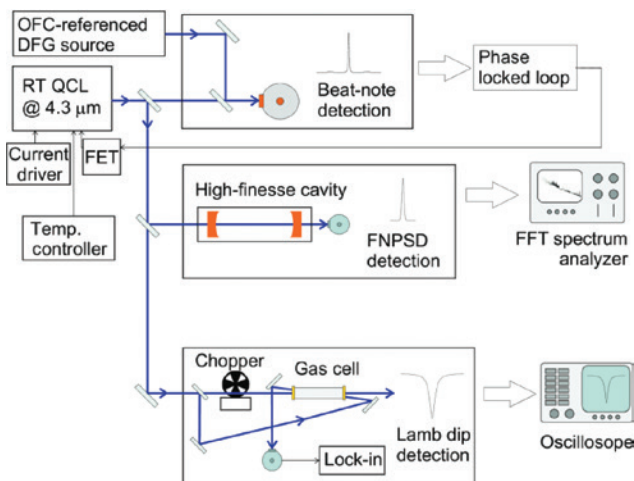 OFC-referenced
DFG source
RT QCL
@ 4.3 μm
Current
driver
FET
Temp.
controller
Beat-note
detection
Phase
locked loop
High-finesse cavity
FNPSD
detection
FFT spectrum
analyzer
Chopper
Gas cell
Lock-in
Lamb dip
detection
Oscillosope